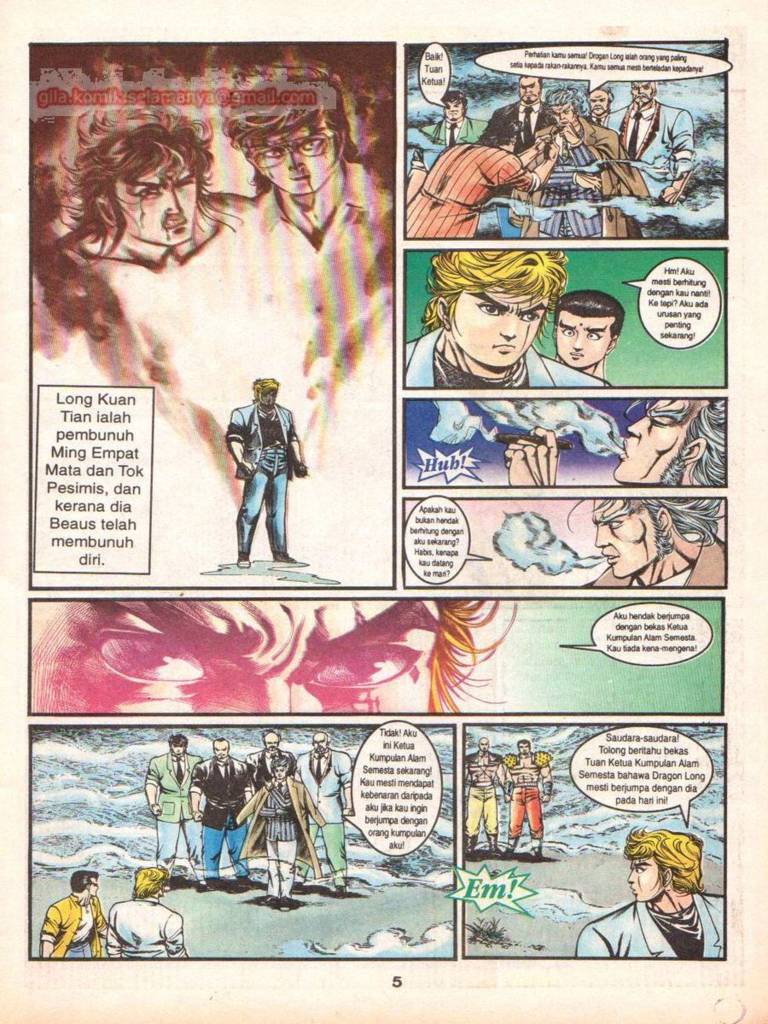 gila.komik.selamanya@gmail.com
Long Kuan
Tian ialah
pembunuh
Ming Empat
Mata dan Tok
Pesimis, dan
kerana dia
Beaus telah
membunuh
diri.
Baik!
Tuan
Ketua!
Perhatian kamu semua! Drogan Long ialah orang yang paling
setia kepada rakan-rakannya. Kamu semua mesti berteladan kepadanya!
Hm! Aku
mesti berhitung
dengan kau nanti!
Ke tepi? Aku ada
urusan yang
penting
sekarang!
Huh!
Apakah kau
bukan hendak
berhitung dengan
aku sekarang?
Habis, kenapa
kau datang
ke mari?
Aku hendak berjumpa
dengan bekas Ketua
Kumpulan Alam Semesta.
Kau tiada kena-mengena!
Tidak! Aku
ini Ketua
Kumpulan Alam
Semesta sekarang!
Kau mesti mendapat
kebenaran daripada
aku jika kau ingin
berjumpa dengan
orang kumpulan
aku!
Saudara-saudara!
Tolong beritahu bekas
Tuan Ketua Kumpulan Alam
Semesta bahawa Dragon Long
mesti berjumpa dengan dia
pada hari ini!
Em!
5